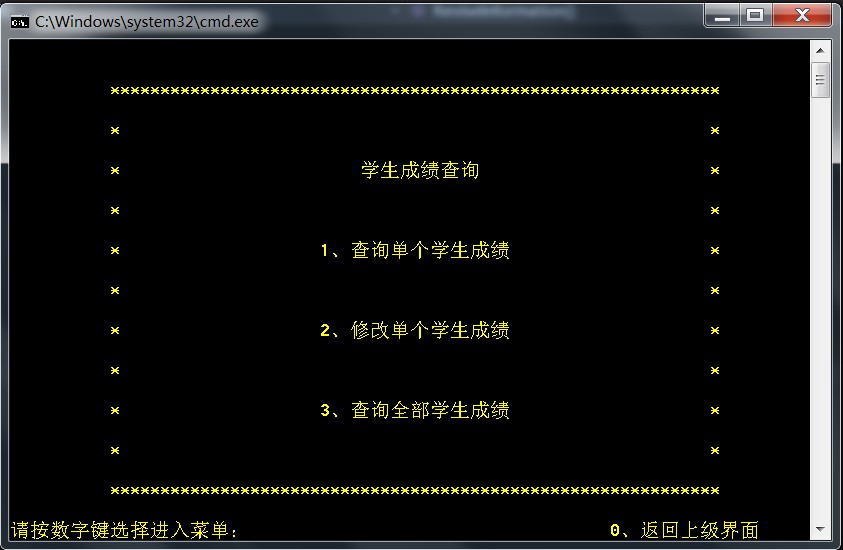 C:\Windows\system32\cmd.exe
*************************************************************
* *
* 学生成绩查询 *
* *
* 1、查询单个学生成绩 *
* *
* 2、修改单个学生成绩 *
* *
* 3、查询全部学生成绩 *
* *
*************************************************************
请按数字键选择进入菜单: 0、返回上级界面